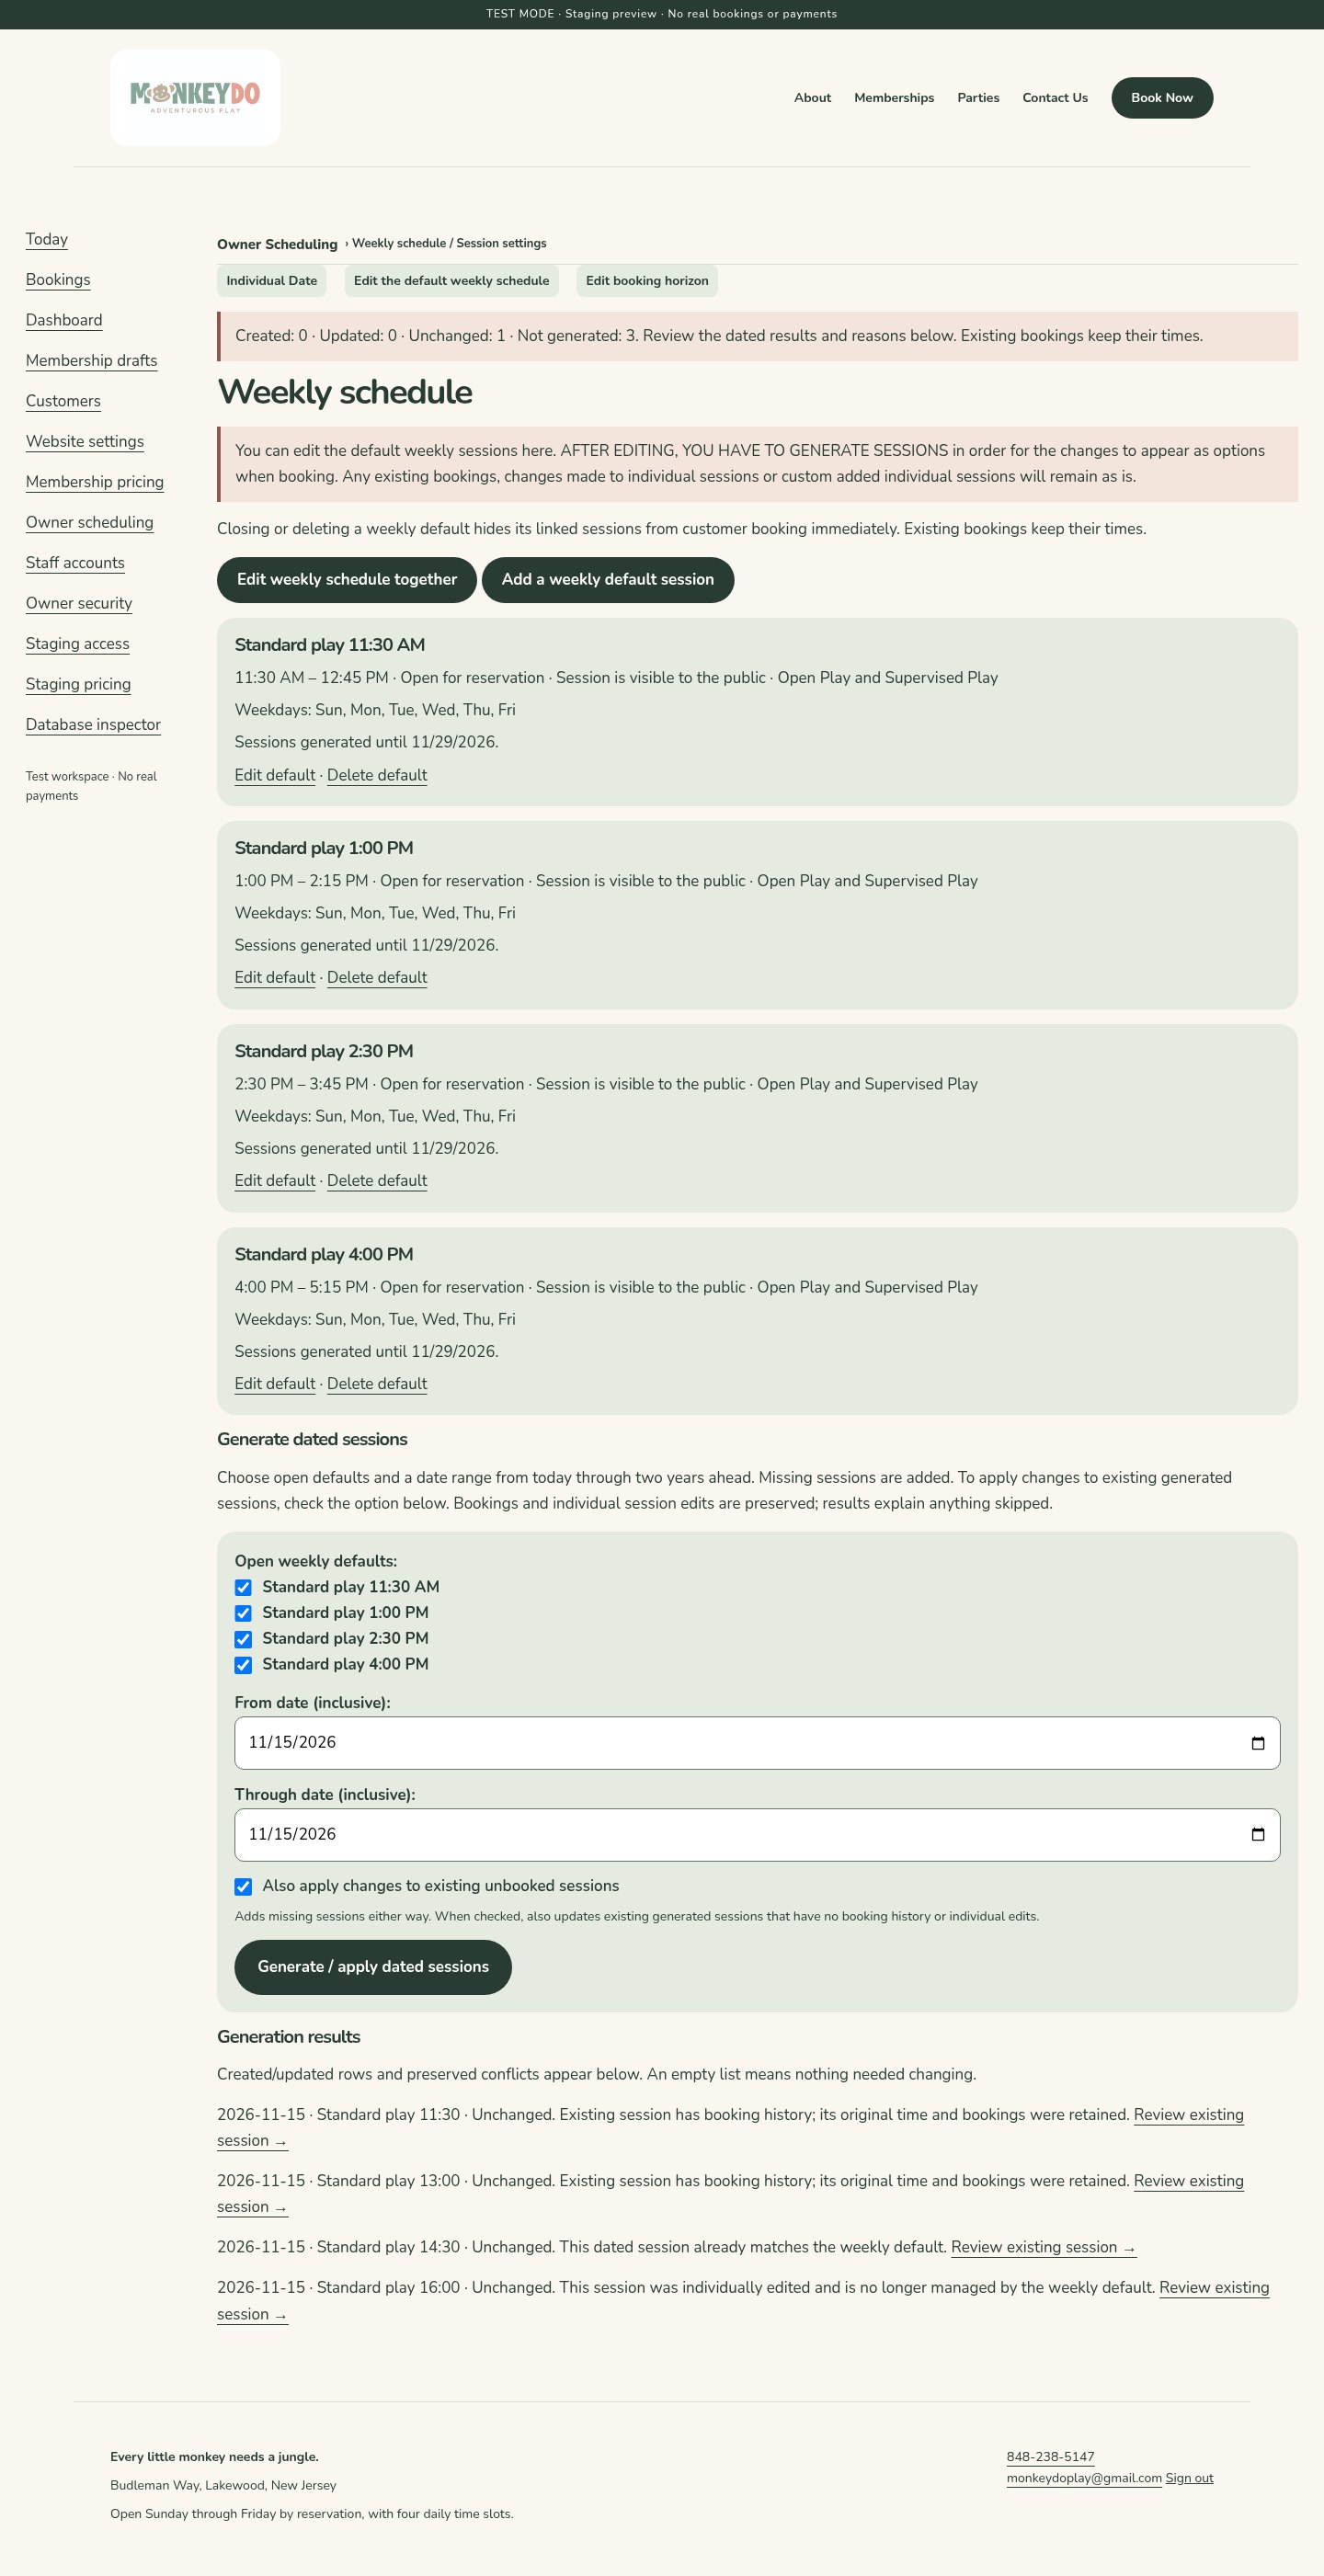 TEST MODE · Staging preview · No real bookings or payments
MONKEYDO
ADVENTUROUS PLAY
About
Memberships
Parties
Contact Us
Book Now
Today
Bookings
Dashboard
Membership drafts
Customers
Website settings
Membership pricing
Owner scheduling
Staff accounts
Owner security
Staging access
Staging pricing
Database inspector
Test workspace · No real
payments
Owner Scheduling › Weekly schedule / Session settings
Individual Date
Edit the default weekly schedule
Edit booking horizon
Created: 0 · Updated: 0 · Unchanged: 1 · Not generated: 3. Review the dated results and reasons below. Existing bookings keep their times.
Weekly schedule
You can edit the default weekly sessions here. AFTER EDITING, YOU HAVE TO GENERATE SESSIONS in order for the changes to appear as options
when booking. Any existing bookings, changes made to individual sessions or custom added individual sessions will remain as is.
Closing or deleting a weekly default hides its linked sessions from customer booking immediately. Existing bookings keep their times.
Edit weekly schedule together
Add a weekly default session
Standard play 11:30 AM
11:30 AM – 12:45 PM · Open for reservation · Session is visible to the public · Open Play and Supervised Play
Weekdays: Sun, Mon, Tue, Wed, Thu, Fri
Sessions generated until 11/29/2026.
Edit default · Delete default
Standard play 1:00 PM
1:00 PM – 2:15 PM · Open for reservation · Session is visible to the public · Open Play and Supervised Play
Weekdays: Sun, Mon, Tue, Wed, Thu, Fri
Sessions generated until 11/29/2026.
Edit default · Delete default
Standard play 2:30 PM
2:30 PM – 3:45 PM · Open for reservation · Session is visible to the public · Open Play and Supervised Play
Weekdays: Sun, Mon, Tue, Wed, Thu, Fri
Sessions generated until 11/29/2026.
Edit default · Delete default
Standard play 4:00 PM
4:00 PM – 5:15 PM · Open for reservation · Session is visible to the public · Open Play and Supervised Play
Weekdays: Sun, Mon, Tue, Wed, Thu, Fri
Sessions generated until 11/29/2026.
Edit default · Delete default
Generate dated sessions
Choose open defaults and a date range from today through two years ahead. Missing sessions are added. To apply changes to existing generated
sessions, check the option below. Bookings and individual session edits are preserved; results explain anything skipped.
Open weekly defaults:
Standard play 11:30 AM
Standard play 1:00 PM
Standard play 2:30 PM
Standard play 4:00 PM
From date (inclusive):
11/15/2026
Through date (inclusive):
11/15/2026
Also apply changes to existing unbooked sessions
Adds missing sessions either way. When checked, also updates existing generated sessions that have no booking history or individual edits.
Generate / apply dated sessions
Generation results
Created/updated rows and preserved conflicts appear below. An empty list means nothing needed changing.
2026-11-15 · Standard play 11:30 · Unchanged. Existing session has booking history; its original time and bookings were retained. Review existing
session →
2026-11-15 · Standard play 13:00 · Unchanged. Existing session has booking history; its original time and bookings were retained. Review existing
session →
2026-11-15 · Standard play 14:30 · Unchanged. This dated session already matches the weekly default. Review existing session →
2026-11-15 · Standard play 16:00 · Unchanged. This session was individually edited and is no longer managed by the weekly default. Review existing
session →
Every little monkey needs a jungle.
Budleman Way, Lakewood, New Jersey
Open Sunday through Friday by reservation, with four daily time slots.
848-238-5147
monkeydoplay@gmail.com Sign out